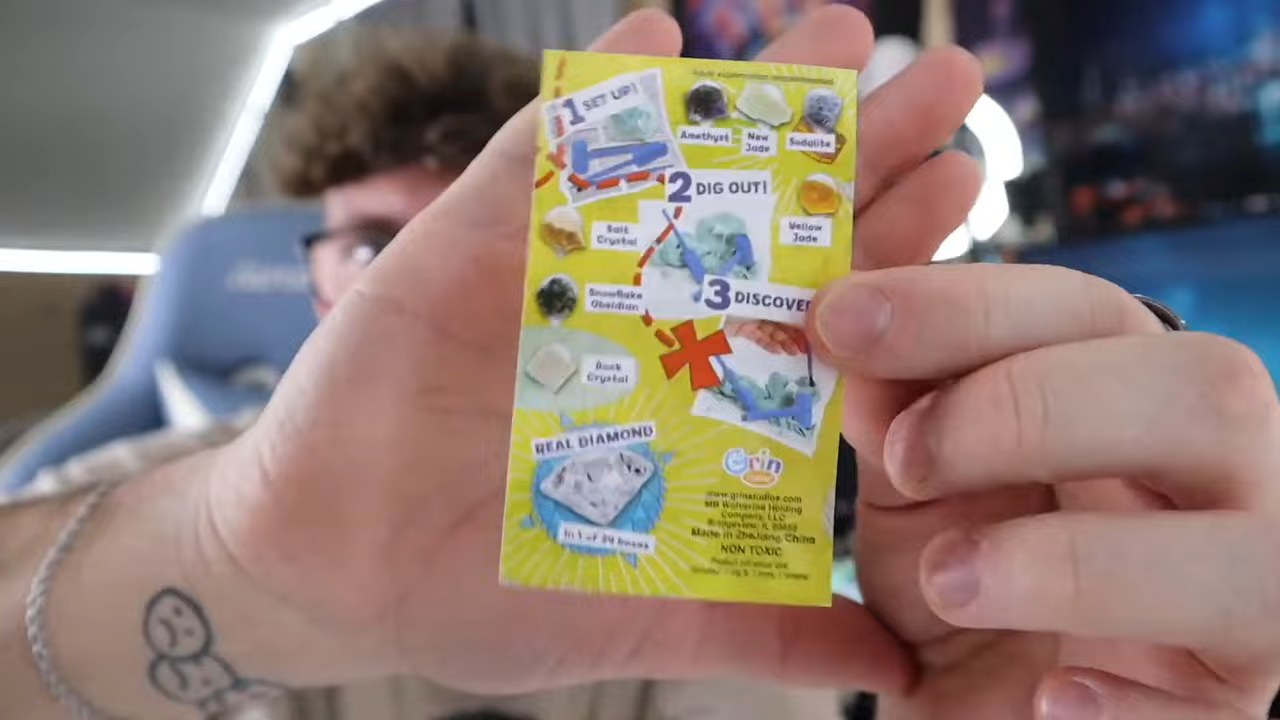 1 SET UP!
Amethyst
New
Jade
Sodalite
2 DIG OUT!
Salt
Crystal
Yellow
Jade
Snowflake
Obsidian
3 DISCOVER
Rock
Crystal
REAL DIAMOND
in 1 of 24 boxes
Grin
www.grinstudios.com
MB Wolverine Holding
Company, LLC
Bridgeview, IL
Made in ZheJiang China
NON TOXIC